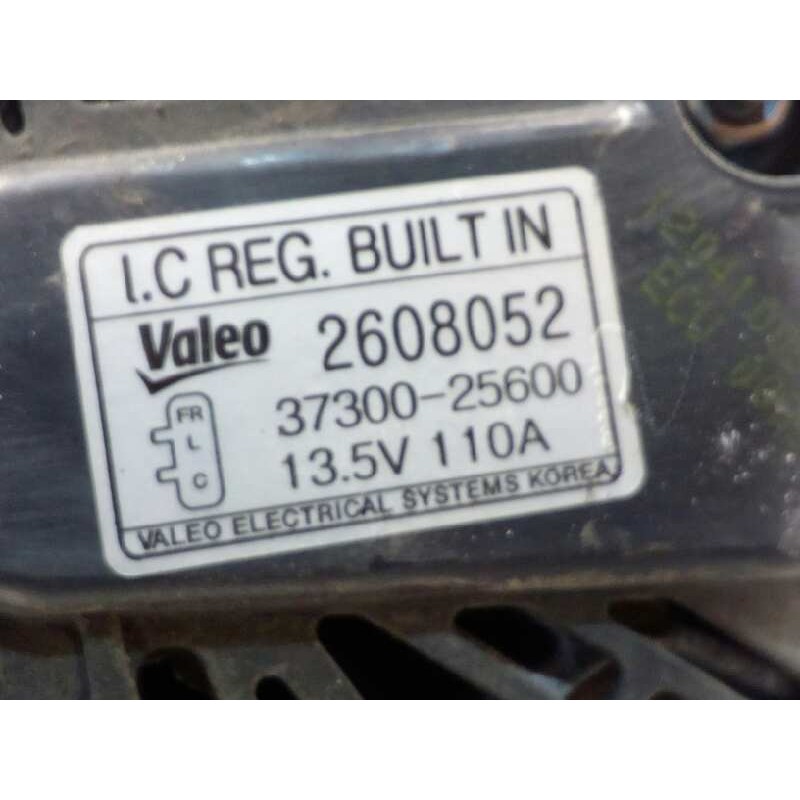 I.C REG. BUILT IN
Valeo 2608052
FR
37300-25600
L
13.5V 110A
C
VALEO ELECTRICAL SYSTEMS KOREA